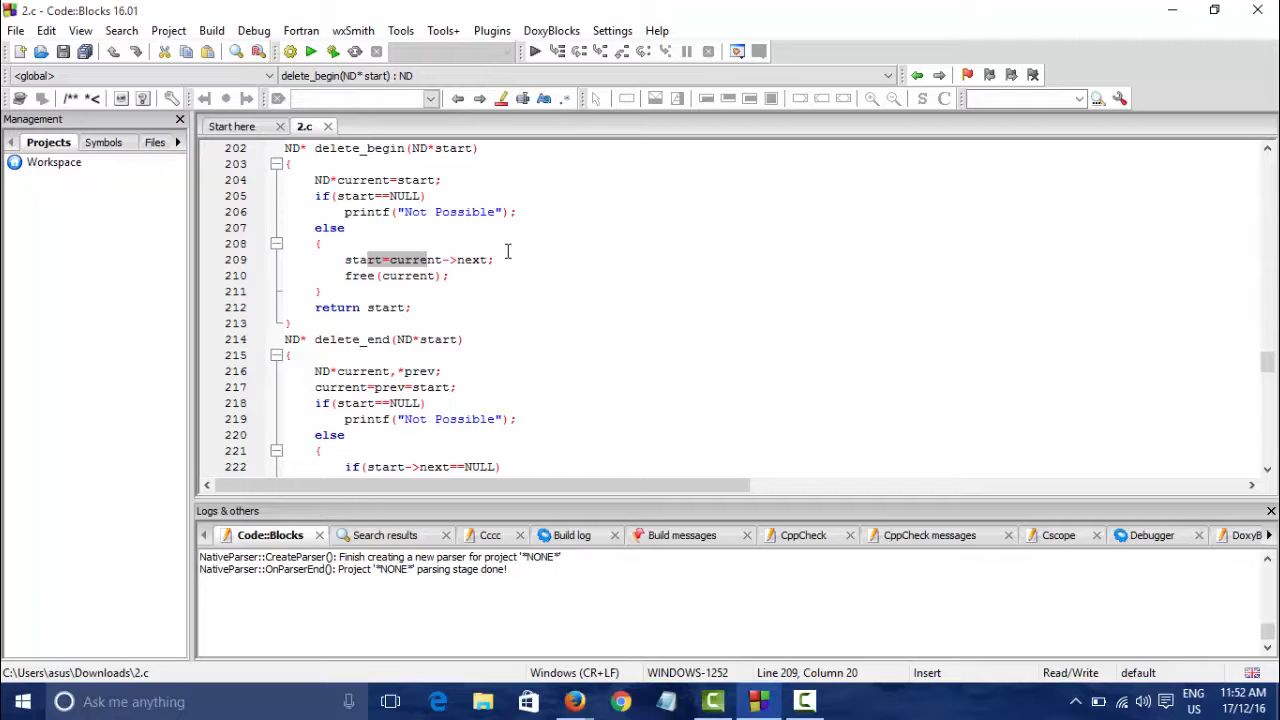 2.c - Code::Blocks 16.01
File Edit View Search Project Build Debug Fortran wxSmith Tools Tools+ Plugins DoxyBlocks Settings Help
<global> delete_begin(ND* start) : ND
/** *< S C
Management
Start here 2.c
Projects Symbols Files
Workspace
202 ND* delete_begin(ND*start)
203 {
204 ND*current=start;
205 if(start==NULL)
206 printf("Not Possible");
207 else
208 {
209 start=current->next;
210 free(current);
211 }
212 return start;
213 }
214 ND* delete_end(ND*start)
215 {
216 ND*current,*prev;
217 current=prev=start;
218 if(start==NULL)
219 printf("Not Possible");
220 else
221 {
222 if(start->next==NULL)
Logs & others
Code::Blocks Search results Cccc Build log Build messages CppCheck CppCheck messages Cscope Debugger DoxyB
NativeParser::CreateParser(): Finish creating a new parser for project '*NONE*'
NativeParser::OnParserEnd(): Project '*NONE*' parsing stage done!
C:\Users\asus\Downloads\2.c Windows (CR+LF) WINDOWS-1252 Line 209, Column 20 Insert Read/Write default
Ask me anything ENG US 11:52 AM 17/12/16